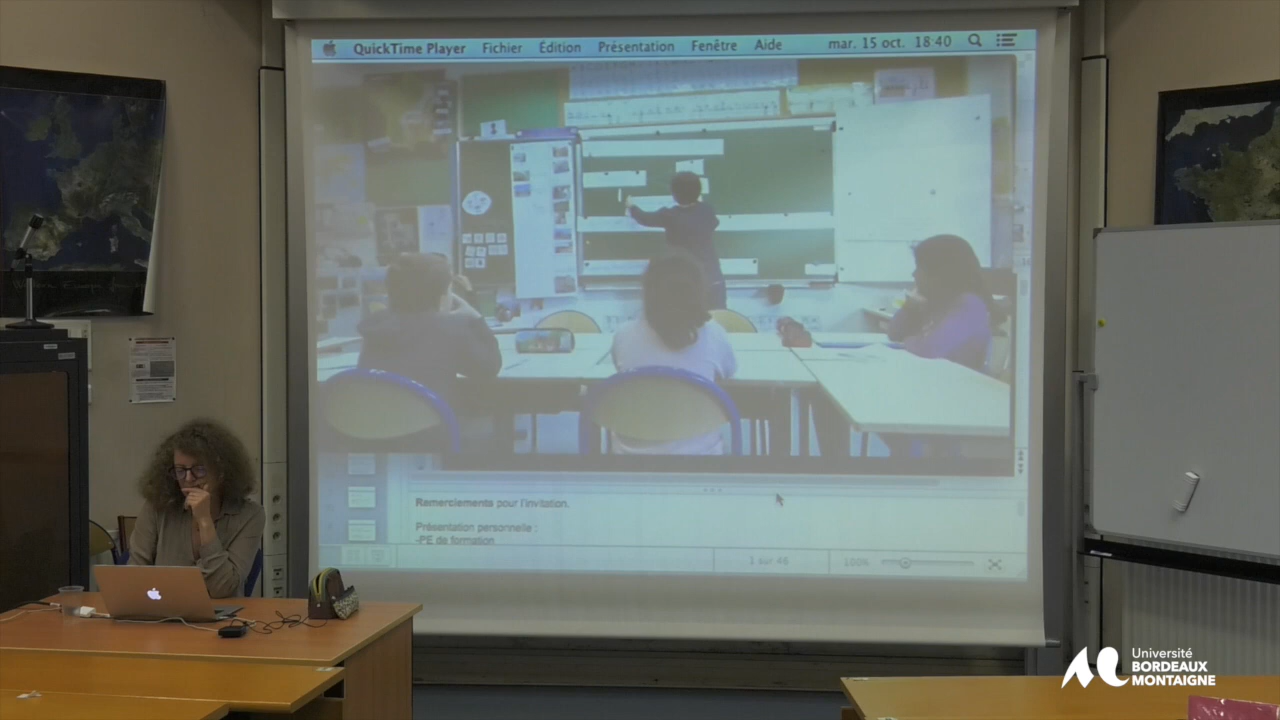 QuickTime Player Fichier Édition Présentation Fenêtre Aide mar. 15 oct. 18:40
Remerciements pour l'invitation.
Présentation personnelle :
-PE de formation
1 sur 46 100%
Université
BORDEAUX
MONTAIGNE